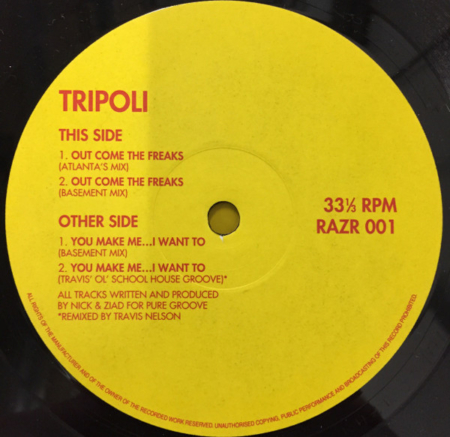 TRIPOLI
THIS SIDE
1. OUT COME THE FREAKS
(ATLANTA'S MIX)
2. OUT COME THE FREAKS
(BASEMENT MIX)
33⅓ RPM
RAZR 001
OTHER SIDE
1. YOU MAKE ME...I WANT TO
(BASEMENT MIX)
2. YOU MAKE ME...I WANT TO
(TRAVIS' OL' SCHOOL HOUSE GROOVE)*
ALL TRACKS WRITTEN AND PRODUCED
BY NICK & ZIAD FOR PURE GROOVE
*REMIXED BY TRAVIS NELSON
ALL RIGHTS OF THE MANUFACTURER AND OF THE OWNER OF THE RECORDED WORK RESERVED. UNAUTHORISED COPYING, PUBLIC PERFORMANCE AND BROADCASTING OF THIS RECORD PROHIBITED.